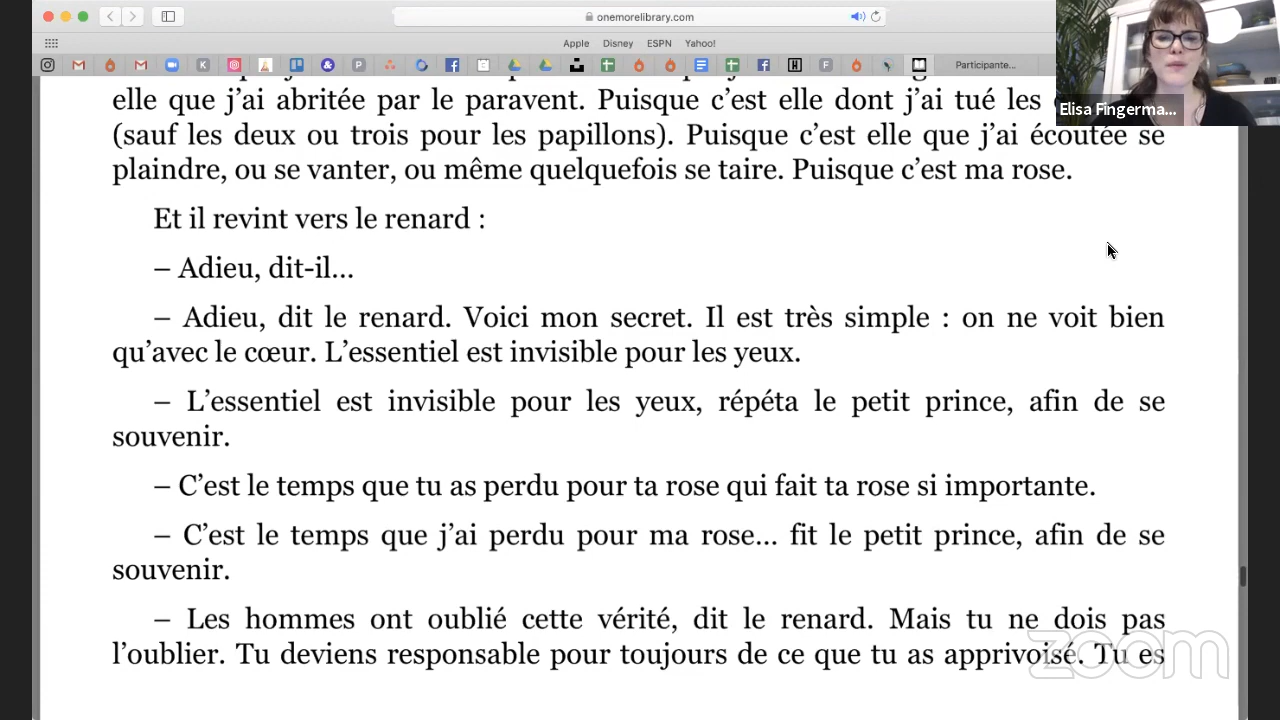 onemorelibrary.com
Apple Disney ESPN Yahoo!
Participante...
Elisa Fingerma...
elle que j’ai abritée par le paravent. Puisque c’est elle dont j’ai tué les
(sauf les deux ou trois pour les papillons). Puisque c’est elle que j’ai écoutée se
plaindre, ou se vanter, ou même quelquefois se taire. Puisque c’est ma rose.
Et il revint vers le renard :
– Adieu, dit-il…
– Adieu, dit le renard. Voici mon secret. Il est très simple : on ne voit bien
qu’avec le cœur. L’essentiel est invisible pour les yeux.
– L’essentiel est invisible pour les yeux, répéta le petit prince, afin de se
souvenir.
– C’est le temps que tu as perdu pour ta rose qui fait ta rose si importante.
– C’est le temps que j’ai perdu pour ma rose… fit le petit prince, afin de se
souvenir.
– Les hommes ont oublié cette vérité, dit le renard. Mais tu ne dois pas
l’oublier. Tu deviens responsable pour toujours de ce que tu as apprivoisé. Tu es
zoom